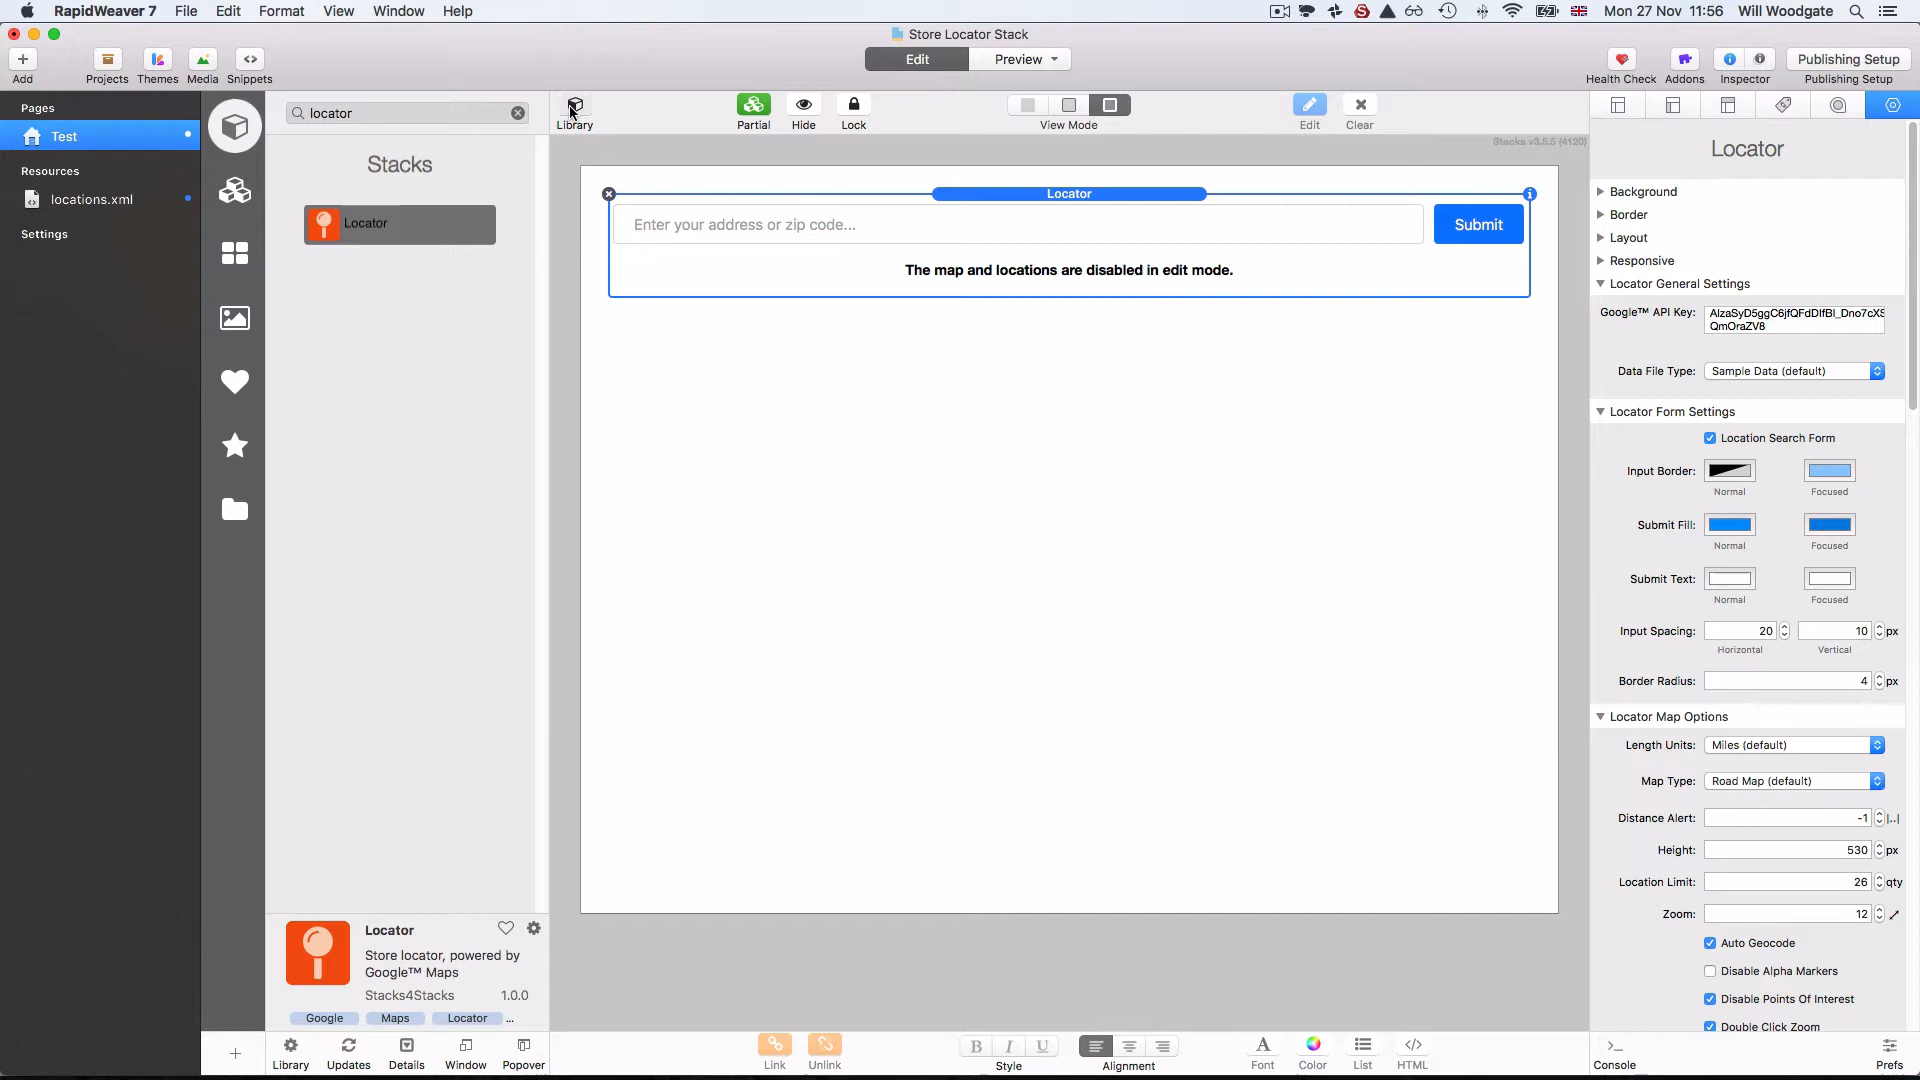 RapidWeaver 7 File Edit Format View Window Help Mon 27 Nov 11:56 Will Woodgate
Store Locator Stack
Add Projects Themes Media Snippets Edit Preview Health Check Addons Inspector Publishing Setup
Publishing Setup
Pages
Test
Resources
locations.xml
Settings
locator
Stacks
Locator
Locator
Store locator, powered by
Google™ Maps
Stacks4Stacks 1.0.0
Google Maps Locator ...
Library Updates Details Window Popover
Library Partial Hide Lock View Mode Edit Clear
Stacks v3.5.5 (4120)
Locator
Enter your address or zip code... Submit
The map and locations are disabled in edit mode.
Link Unlink B I U Style Alignment Font Color List HTML
Locator
Background
Border
Layout
Responsive
Locator General Settings
Google™ API Key:
QmOraZV8
Data File Type: Sample Data (default)
Locator Form Settings
Location Search Form
Input Border:
Normal Focused
Submit Fill:
Normal Focused
Submit Text:
Normal Focused
Input Spacing: 20 10 px
Horizontal Vertical
Border Radius: 4 px
Locator Map Options
Length Units: Miles (default)
Map Type: Road Map (default)
Distance Alert: -1 |..|
Height: 530 px
Location Limit: 26 qty
Zoom: 12
Auto Geocode
Disable Alpha Markers
Disable Points Of Interest
Double Click Zoom
Console Prefs